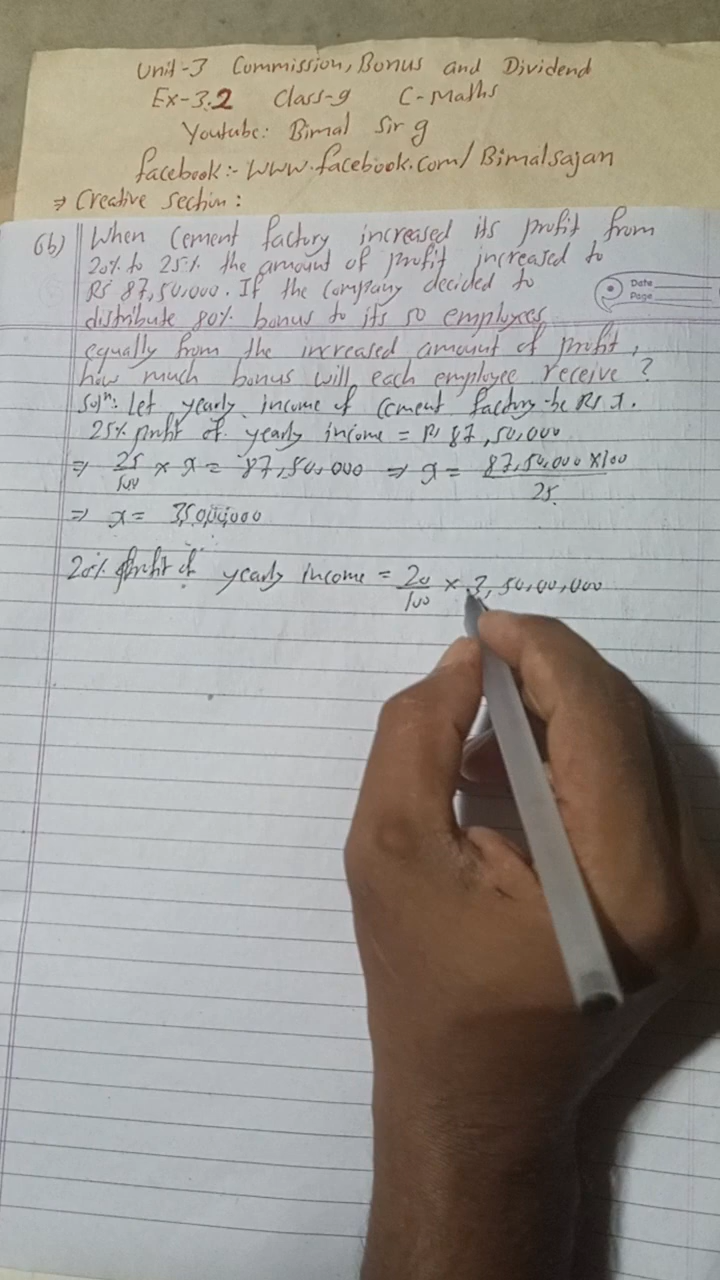 Unit-3 Commission, Bonus and Dividend
Ex-3.2 Class-9 C-Maths
Youtube: Bimal Sir g
facebook:- www.facebook.com/Bimalsajan
⇒ Creative section:
6b) When Cement factory increased its profit from
20% to 25% the amount of profit increased to
RS 87,50,000. If the company decided to
Date
Page
distribute 80% bonus to its 50 employees
equally from the increased amount of profit,
how much bonus will each employee receive?
Solⁿ: Let yearly income of cement factory be Rs x.
25% profit of yearly income = Rs 87,50,000
⇒ 25/100 × x = 87,50,000 ⇒ x = 87,50,000 × 100/25
⇒ x = 35000000
20% profit of yearly income = 20/100 × 3,50,00,000